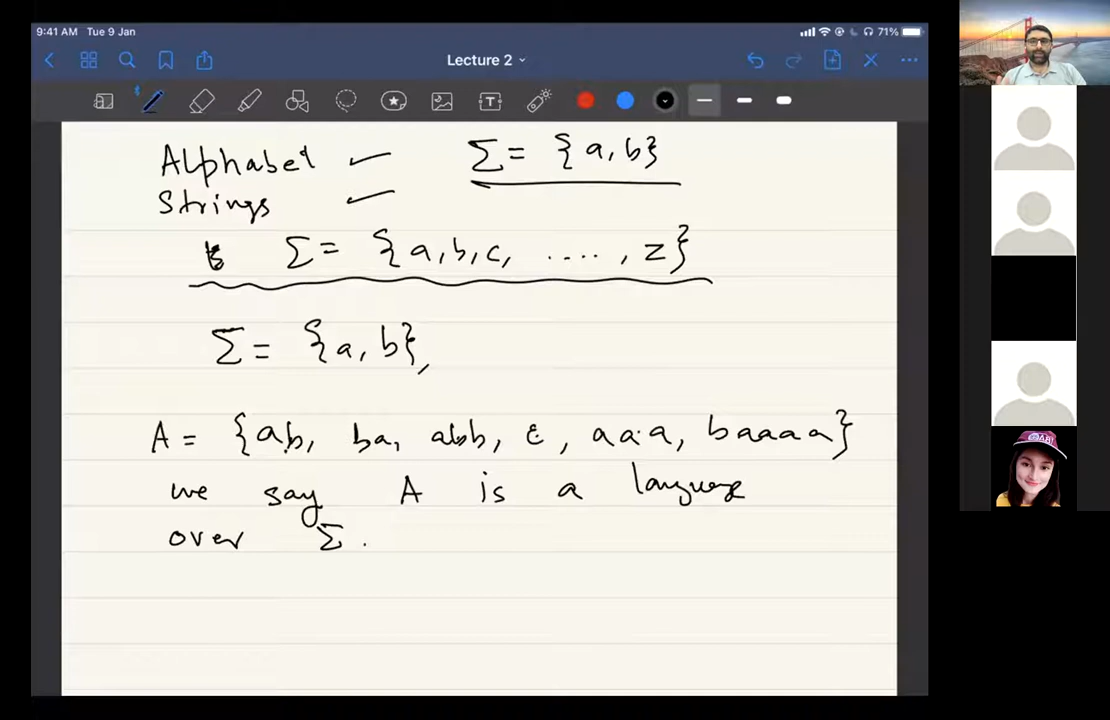 9:41 AM Tue 9 Jan 71%
Lecture 2
T
Alphabet Σ = {a, b}
Strings
Σ = {a, b, c, ...., z}
Σ = {a, b},
A = {ab, ba, abb, ε, aaa, baaaa}
we say A is a language
over Σ.